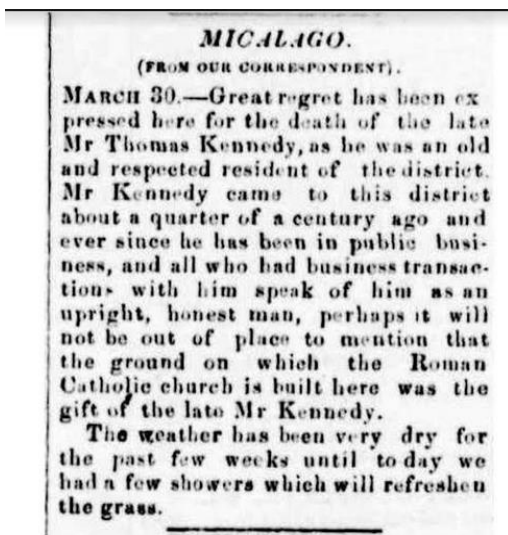 MICALAGO.
(FROM OUR CORRESPONDENT).
MARCH 30.—Great regret has been ex
pressed here for the death of the late
Mr Thomas Kennedy, as he was an old
and respected resident of the district.
Mr Kennedy came to this district
about a quarter of a century ago and
ever since he has been in public busi-
ness, and all who had business transac-
tions with him speak of him as an
upright, honest man, perhaps it will
not be out of place to mention that
the ground on which the Roman
Catholic church is built here was the
gift of the late Mr Kennedy.
The weather has been very dry for
the past few weeks until to day we
had a few showers which will refreshen
the grass.